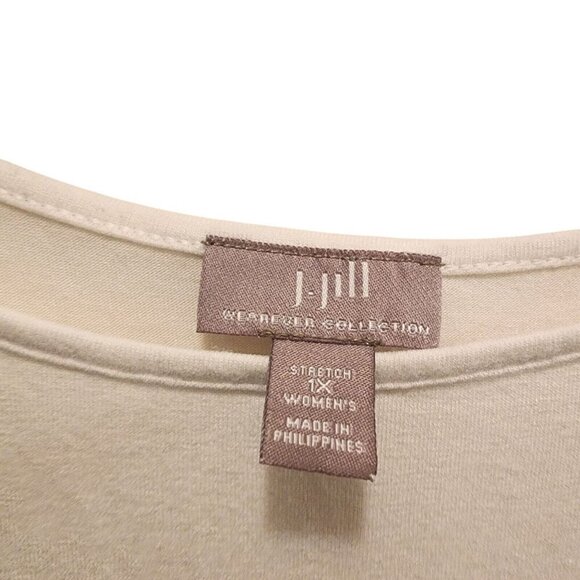 J.Jill
WEAREVER COLLECTION
STRETCH
1X
WOMEN'S
MADE IN
PHILIPPINES